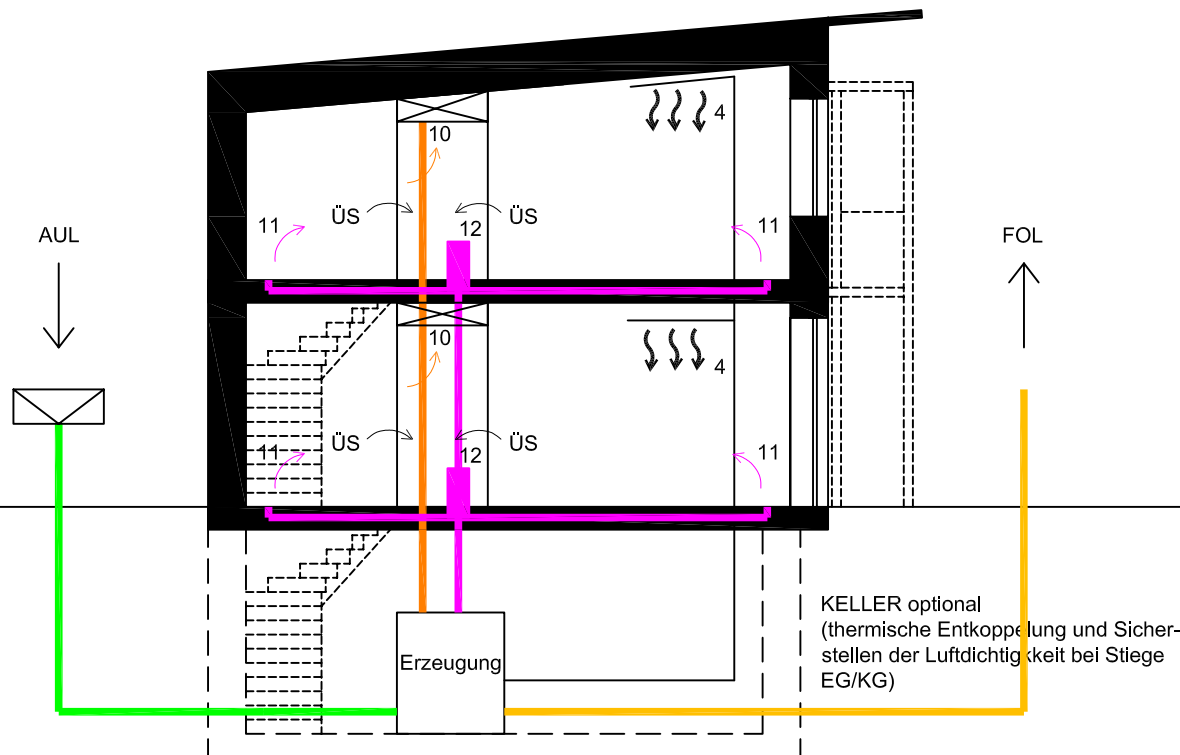 4
10
ÜS
ÜS
11
12
11
AUL
FOL
10
4
ÜS
ÜS
11
12
11
KELLER optional
(thermische Entkoppelung und Sicher-
stellen der Luftdichtigkkeit bei Stiege
EG/KG)
Erzeugung